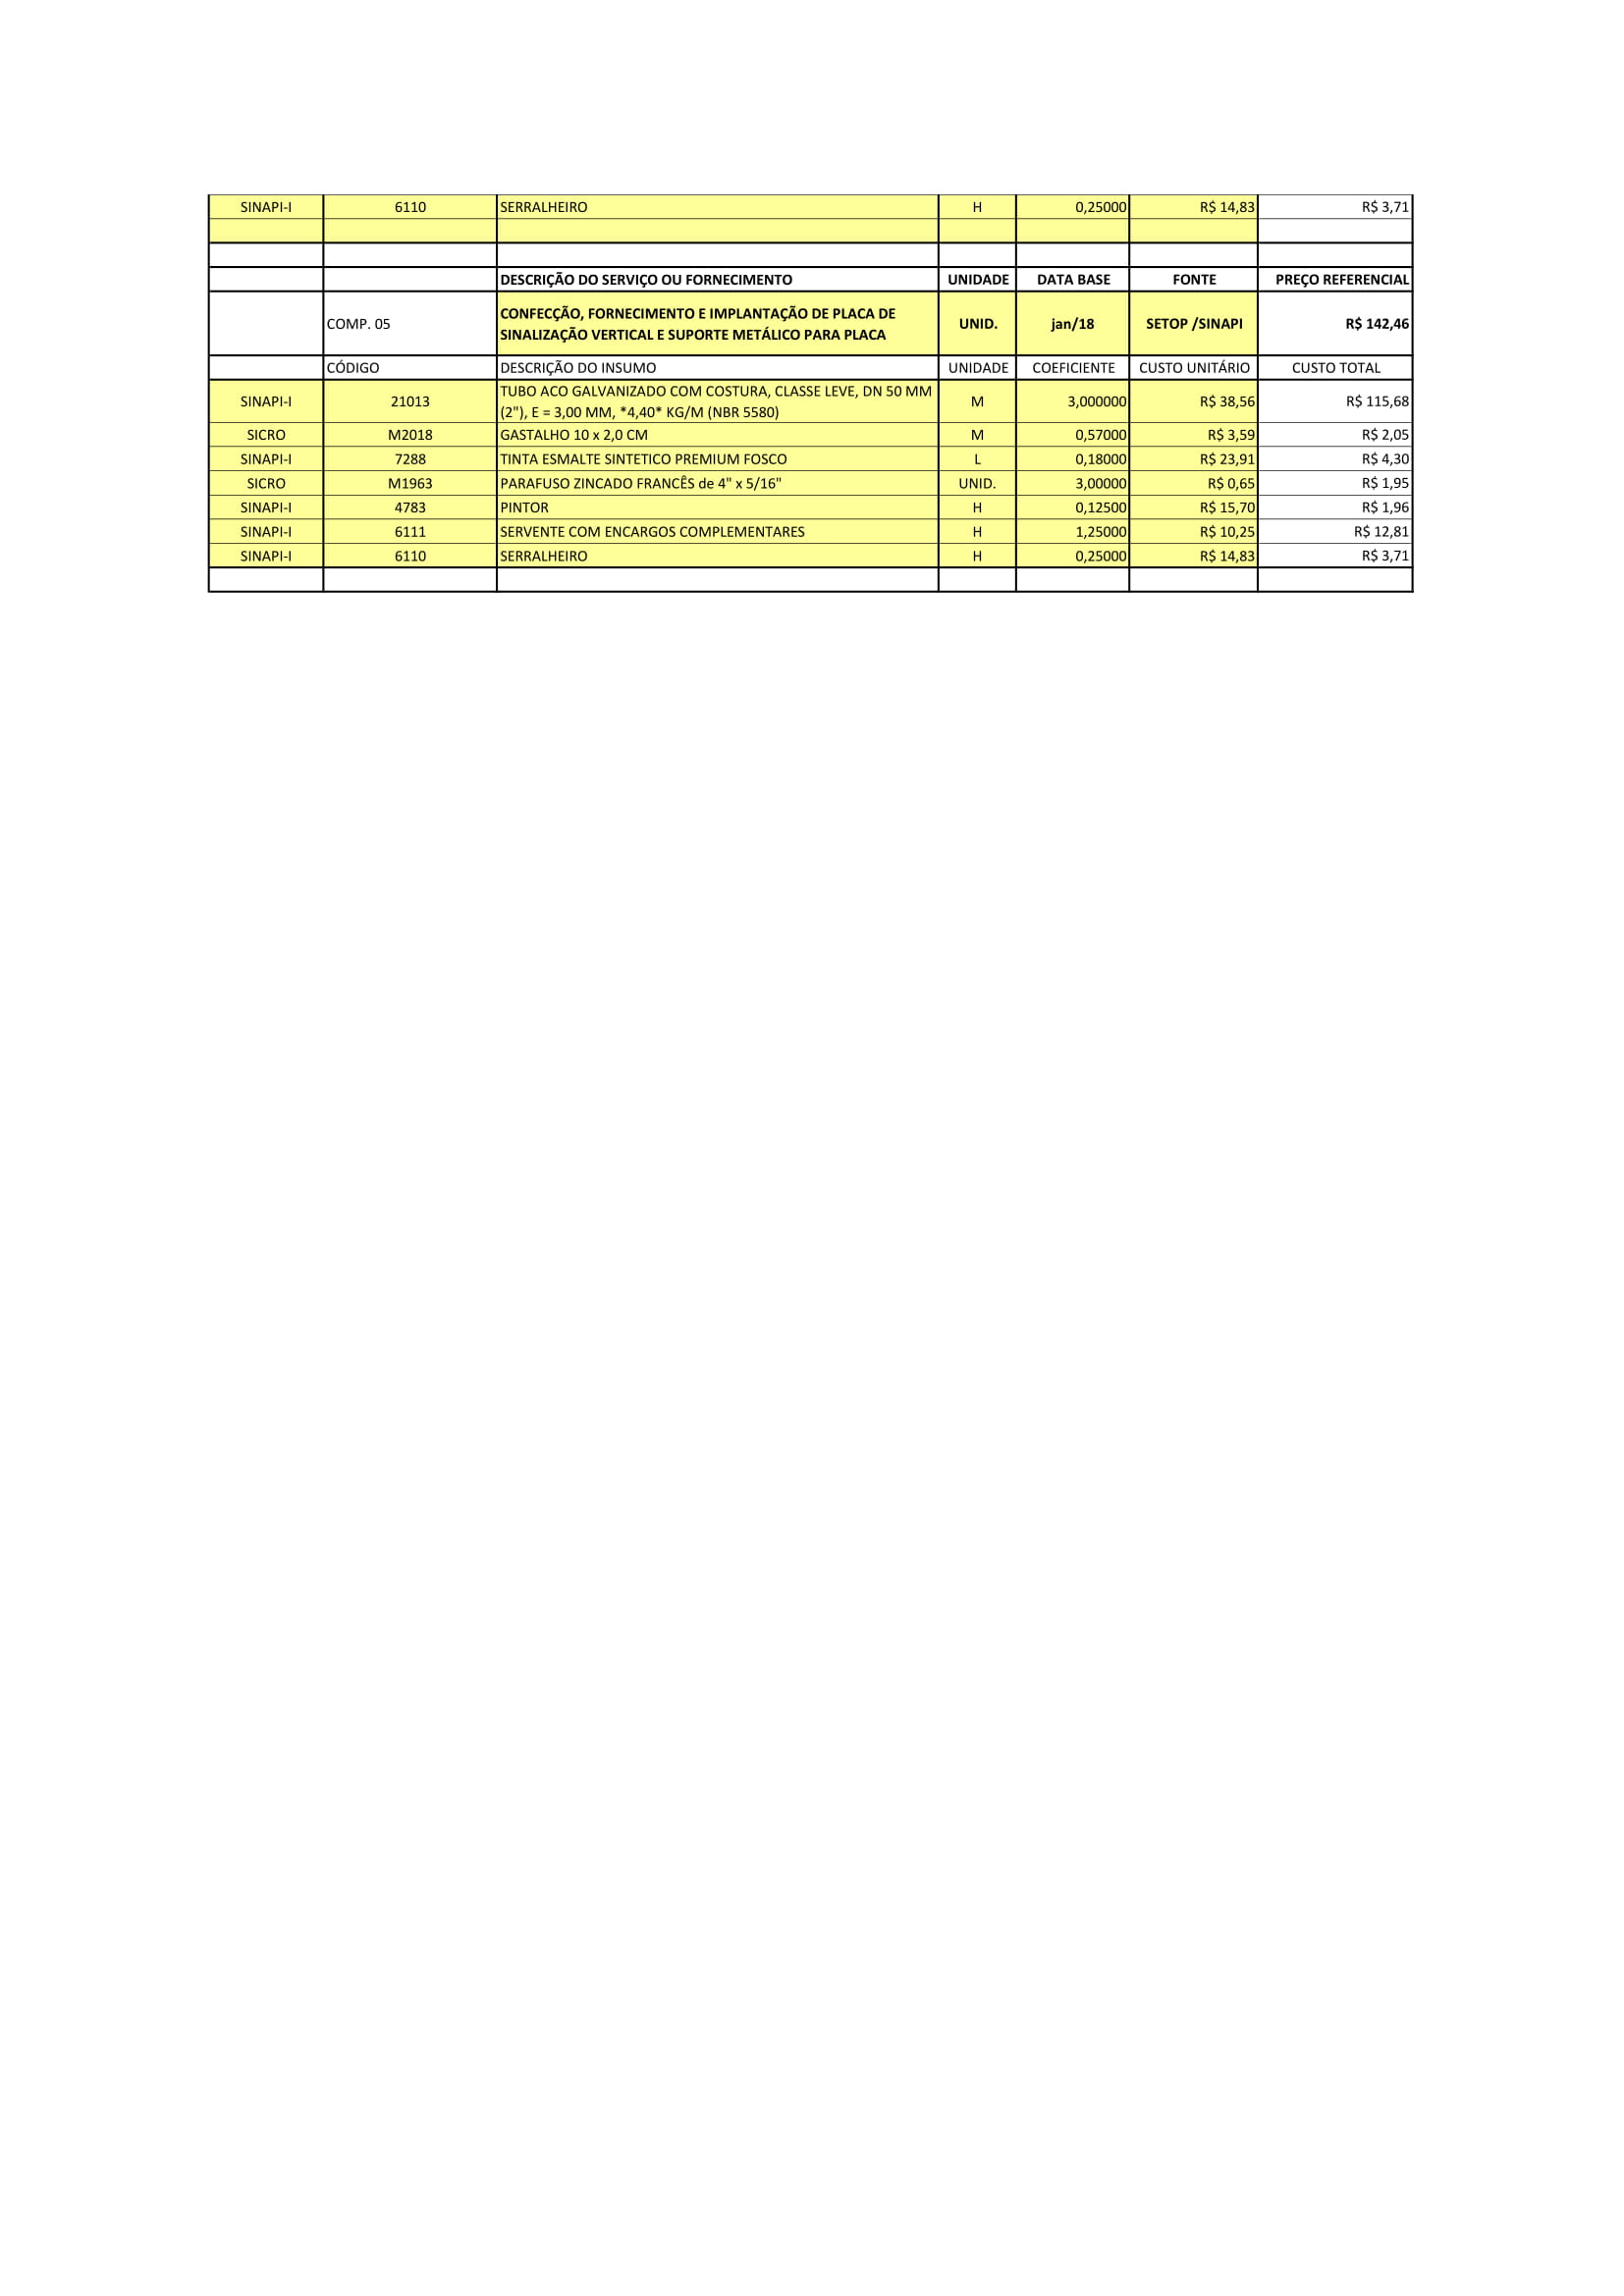 SINAPI-I 6110 SERRALHEIRO H 0,25000 R$ 14,83 R$ 3,71
DESCRIÇÃO DO SERVIÇO OU FORNECIMENTO UNIDADE DATA BASE FONTE PREÇO REFERENCIAL
COMP. 05 CONFECÇÃO, FORNECIMENTO E IMPLANTAÇÃO DE PLACA DE
SINALIZAÇÃO VERTICAL E SUPORTE METÁLICO PARA PLACA UNID. jan/18 SETOP /SINAPI R$ 142,46
CÓDIGO DESCRIÇÃO DO INSUMO UNIDADE COEFICIENTE CUSTO UNITÁRIO CUSTO TOTAL
SINAPI-I 21013 TUBO ACO GALVANIZADO COM COSTURA, CLASSE LEVE, DN 50 MM
(2"), E = 3,00 MM, *4,40* KG/M (NBR 5580) M 3,000000 R$ 38,56 R$ 115,68
SICRO M2018 GASTALHO 10 x 2,0 CM M 0,57000 R$ 3,59 R$ 2,05
SINAPI-I 7288 TINTA ESMALTE SINTETICO PREMIUM FOSCO L 0,18000 R$ 23,91 R$ 4,30
SICRO M1963 PARAFUSO ZINCADO FRANCÊS de 4" x 5/16" UNID. 3,00000 R$ 0,65 R$ 1,95
SINAPI-I 4783 PINTOR H 0,12500 R$ 15,70 R$ 1,96
SINAPI-I 6111 SERVENTE COM ENCARGOS COMPLEMENTARES H 1,25000 R$ 10,25 R$ 12,81
SINAPI-I 6110 SERRALHEIRO H 0,25000 R$ 14,83 R$ 3,71